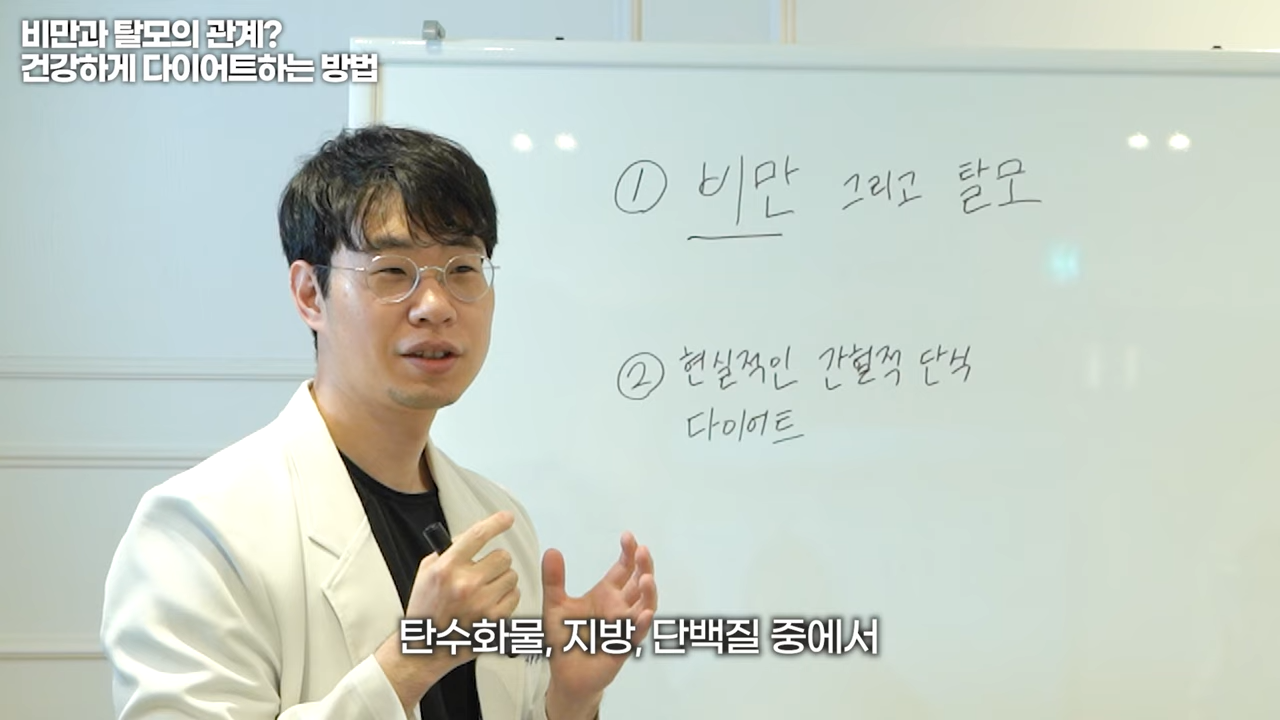 비만과 탈모의 관계?
건강하게 다이어트하는 방법
① 비만 그리고 탈모
② 현실적인 간헐적 단식
다이어트
탄수화물, 지방, 단백질 중에서